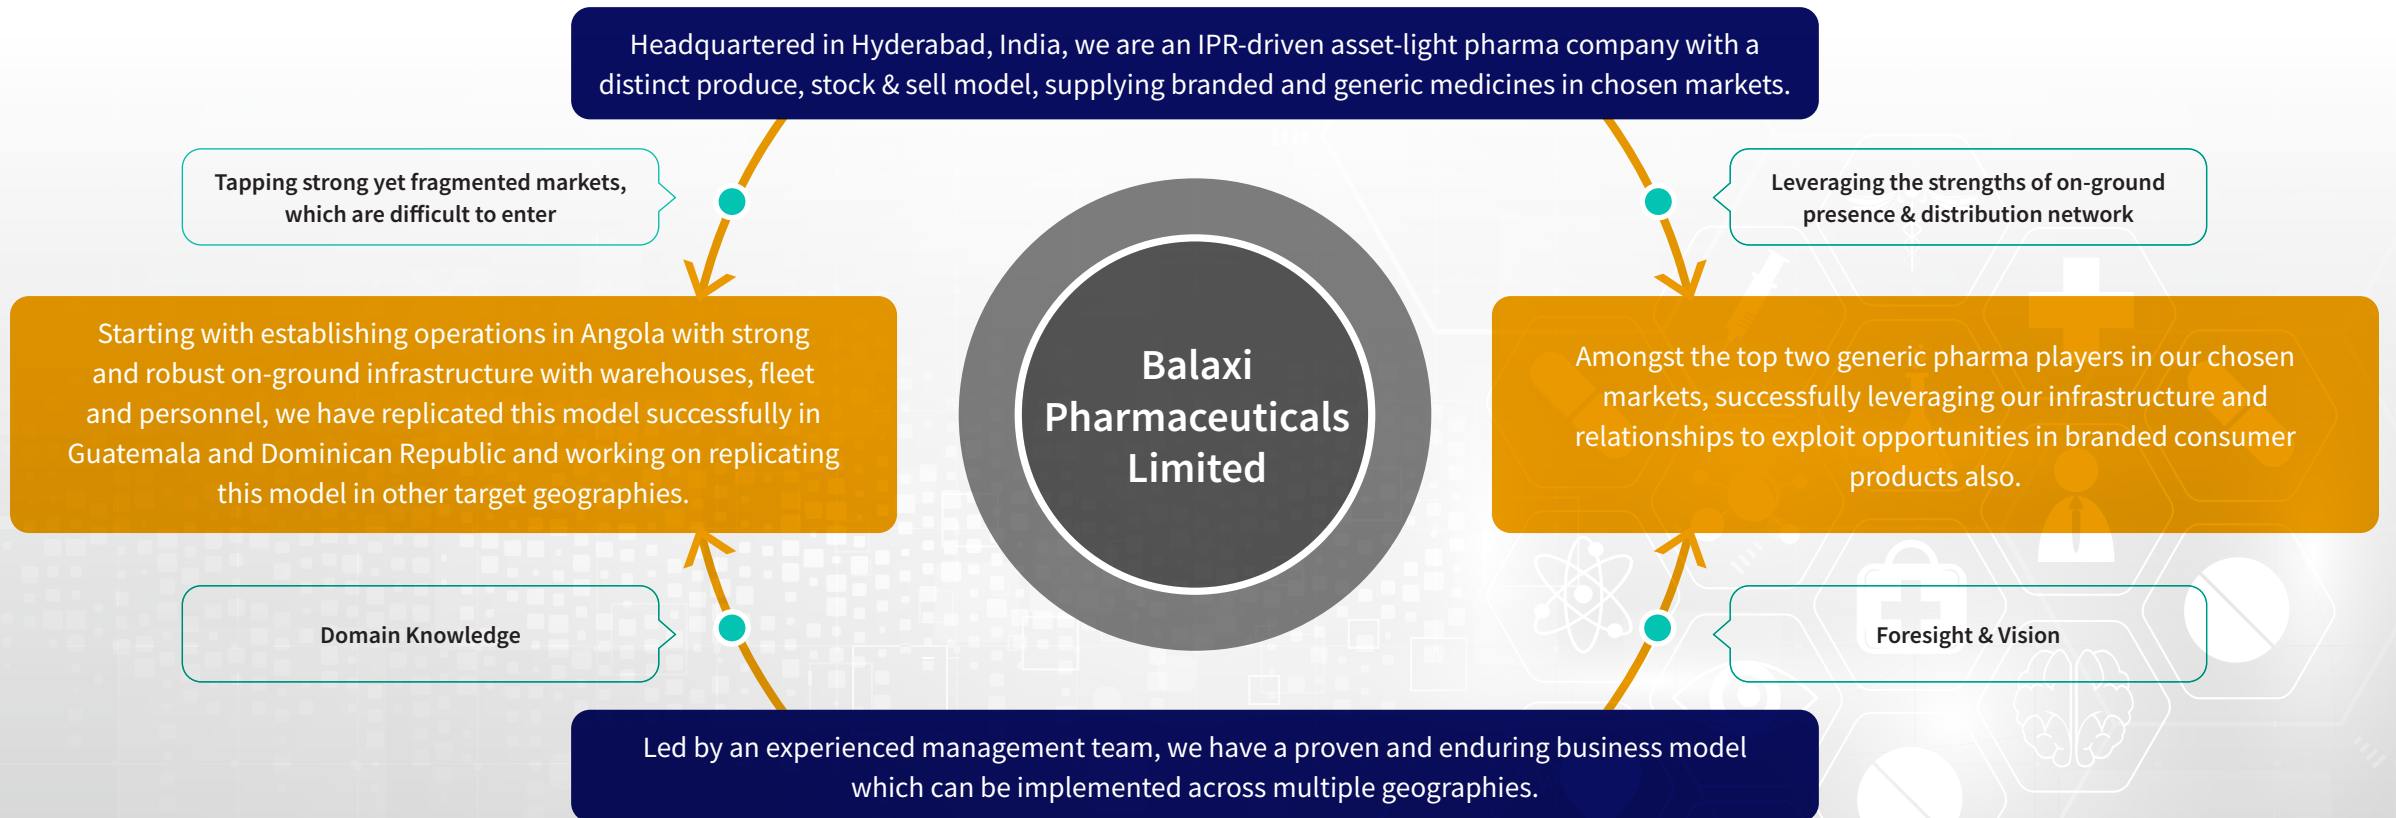 Headquartered in Hyderabad, India, we are an IPR-driven asset-light pharma company with a
distinct produce, stock & sell model, supplying branded and generic medicines in chosen markets.
Tapping strong yet fragmented markets,
which are difficult to enter
Leveraging the strengths of on-ground
presence & distribution network
Starting with establishing operations in Angola with strong
and robust on-ground infrastructure with warehouses, fleet
and personnel, we have replicated this model successfully in
Guatemala and Dominican Republic and working on replicating
this model in other target geographies.
Balaxi
Pharmaceuticals
Limited
Amongst the top two generic pharma players in our chosen
markets, successfully leveraging our infrastructure and
relationships to exploit opportunities in branded consumer
products also.
Domain Knowledge
Foresight & Vision
Led by an experienced management team, we have a proven and enduring business model
which can be implemented across multiple geographies.